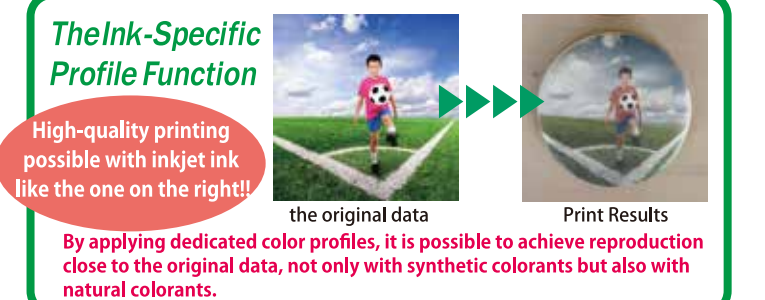 TheInk-Specific
Profile Function
High-quality printing
possible with inkjet ink
like the one on the right!!
the original data
Print Results
By applying dedicated color profiles, it is possible to achieve reproduction
close to the original data, not only with synthetic colorants but also with
natural colorants.